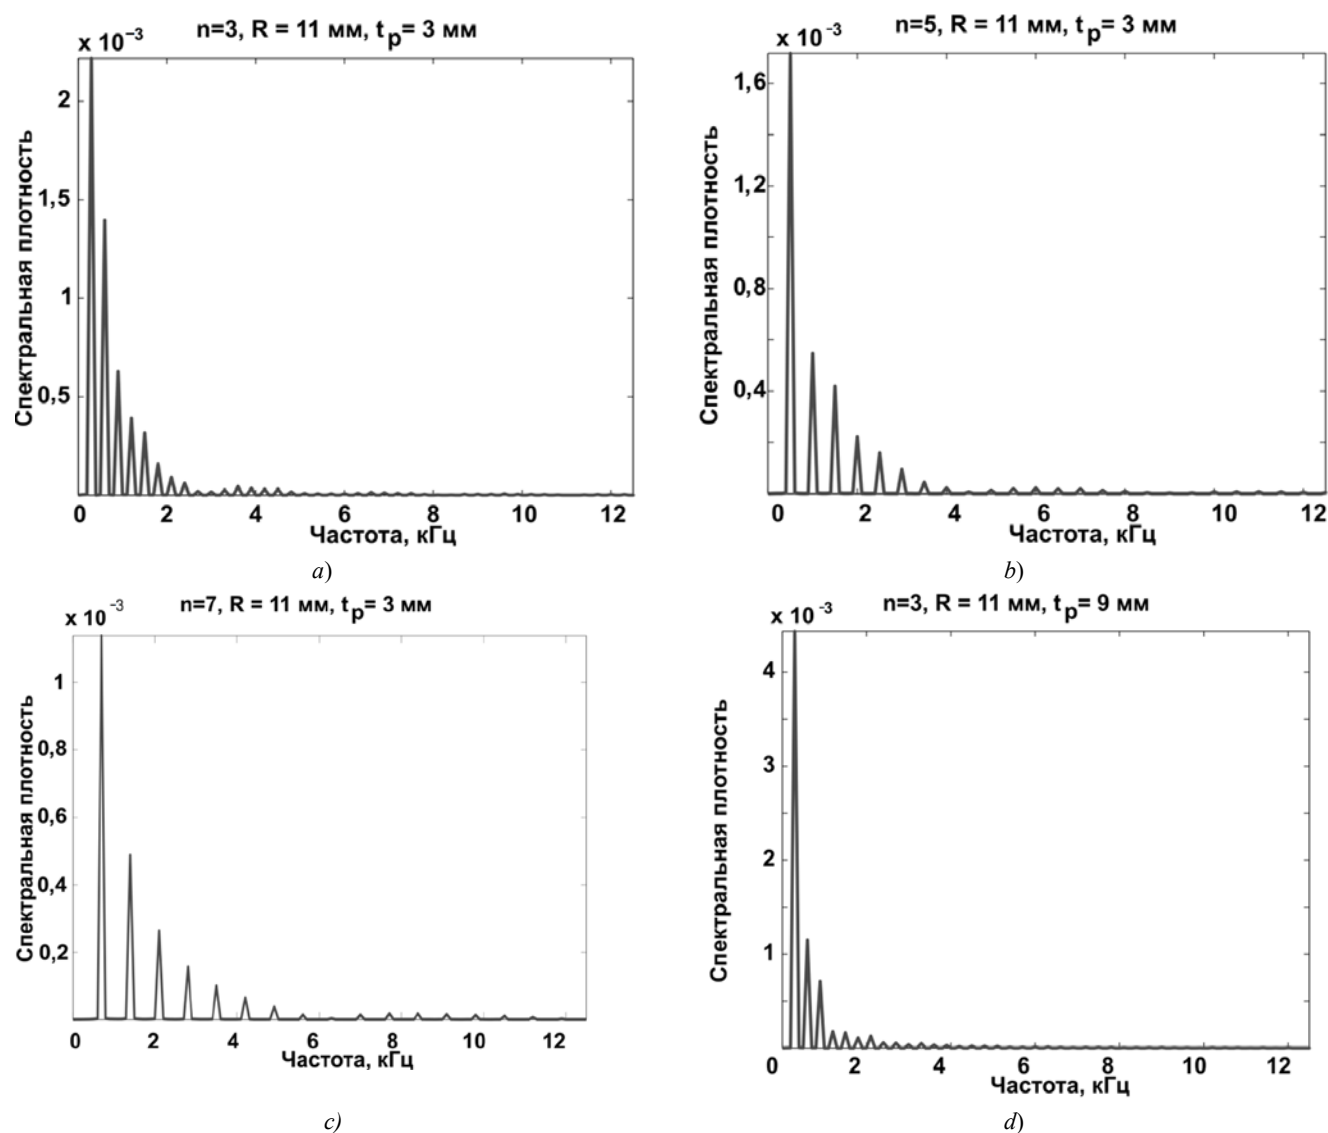 n=3, R = 11 мм, t p= 3 мм
x 10 –3
2
1,5
1
0,5
Спектральная плотность
0 2 4 6 8 10 12
Частота, кГц
a)
n=5, R = 11 мм, t p= 3 мм
x 10 –3
1,6
1,2
0,8
0,4
Спектральная плотность
0 2 4 6 8 10 12
Частота, кГц
b)
n=7, R = 11 мм, t p= 3 мм
x 10 -3
1
0,8
0,6
0,4
0,2
Спектральная плотность
0 2 4 6 8 10 12
Частота, кГц
c)
n=3, R = 11 мм, t p= 9 мм
x 10 -3
4
3
2
1
Спектральная плотность
0 2 4 6 8 10 12
Частота, кГц
d)